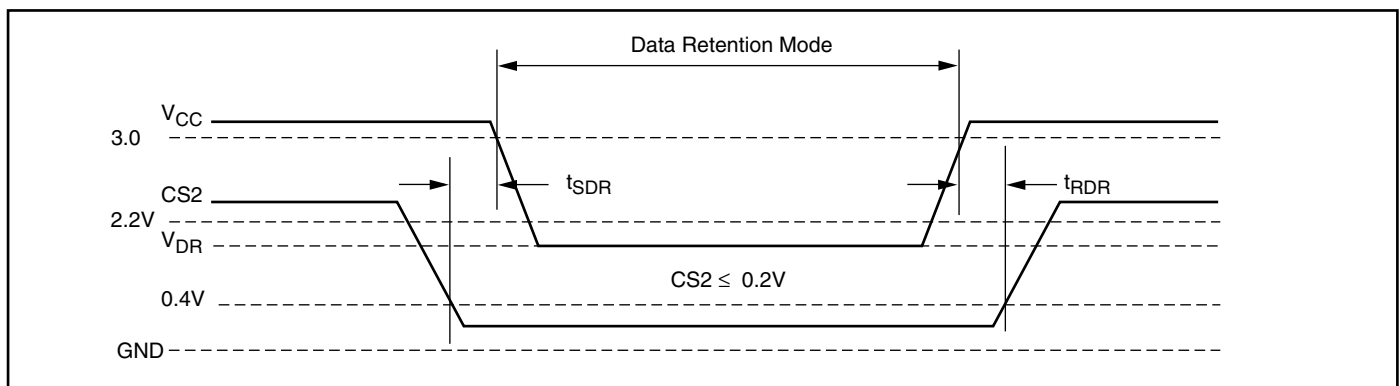 Data Retention Mode
VCC
3.0
tSDR
tRDR
CS2
2.2V
VDR
CS2 ≤ 0.2V
0.4V
GND